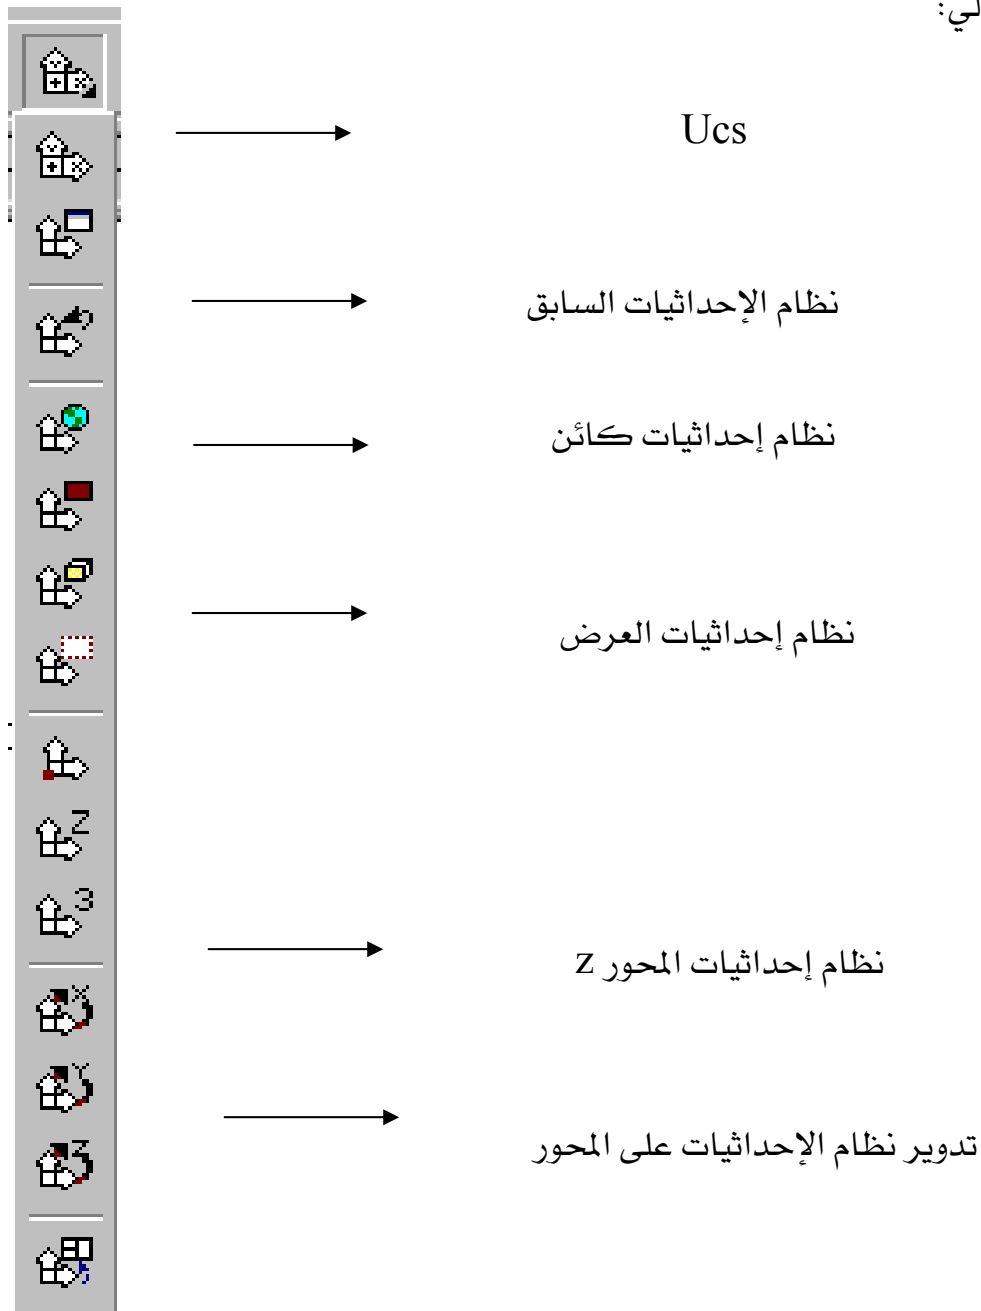 لي:
Ucs
نظام الإحداثيات السابق
نظام إحداثيات كائن
نظام إحداثيات العرض
Z
3
نظام إحداثيات المحور z
X
Y
تدوير نظام الإحداثيات على المحور
Z